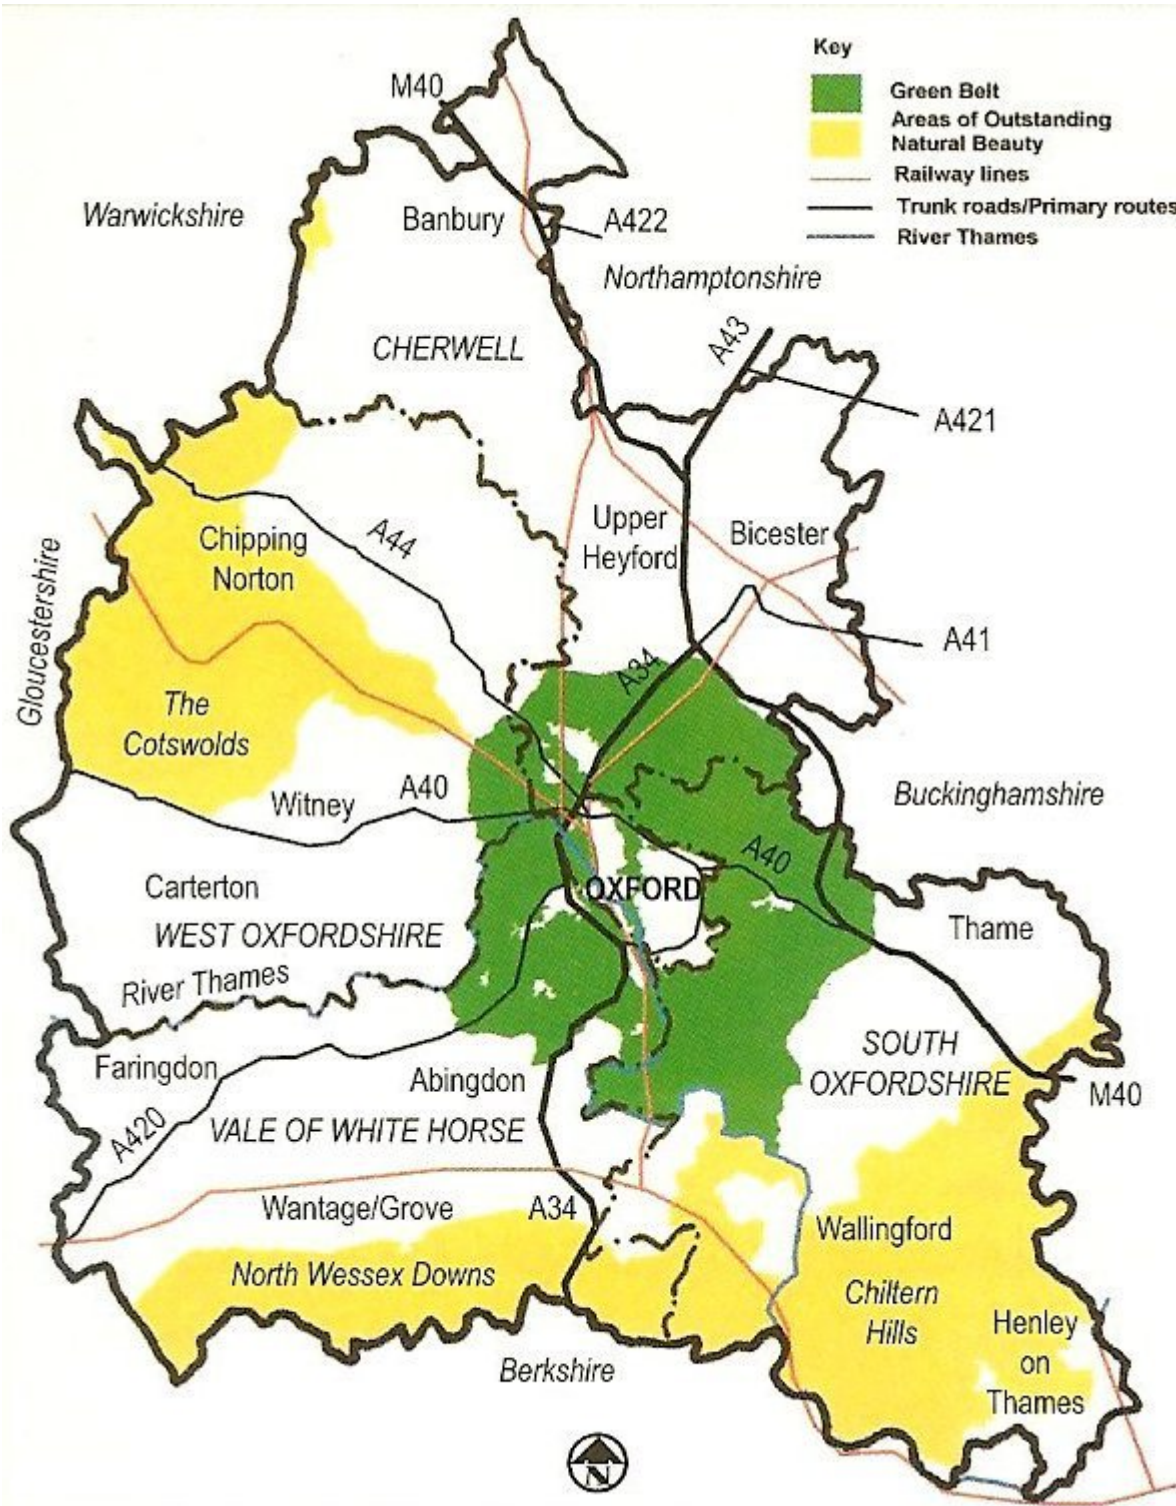 Key
Green Belt
Areas of Outstanding
Natural Beauty
Railway lines
Trunk roads/Primary routes
River Thames
M40
Warwickshire
Banbury
A422
Northamptonshire
CHERWELL
A43
A421
Gloucestershire
Chipping
Norton
A44
Upper
Heyford
Bicester
A41
A34
The
Cotswolds
Witney
A40
Buckinghamshire
A40
OXFORD
Carterton
WEST OXFORDSHIRE
Thame
River Thames
Faringdon
Abingdon
SOUTH
OXFORDSHIRE
M40
A420
VALE OF WHITE HORSE
Wantage/Grove
A34
Wallingford
North Wessex Downs
Chiltern
Hills
Henley
on
Thames
Berkshire
N